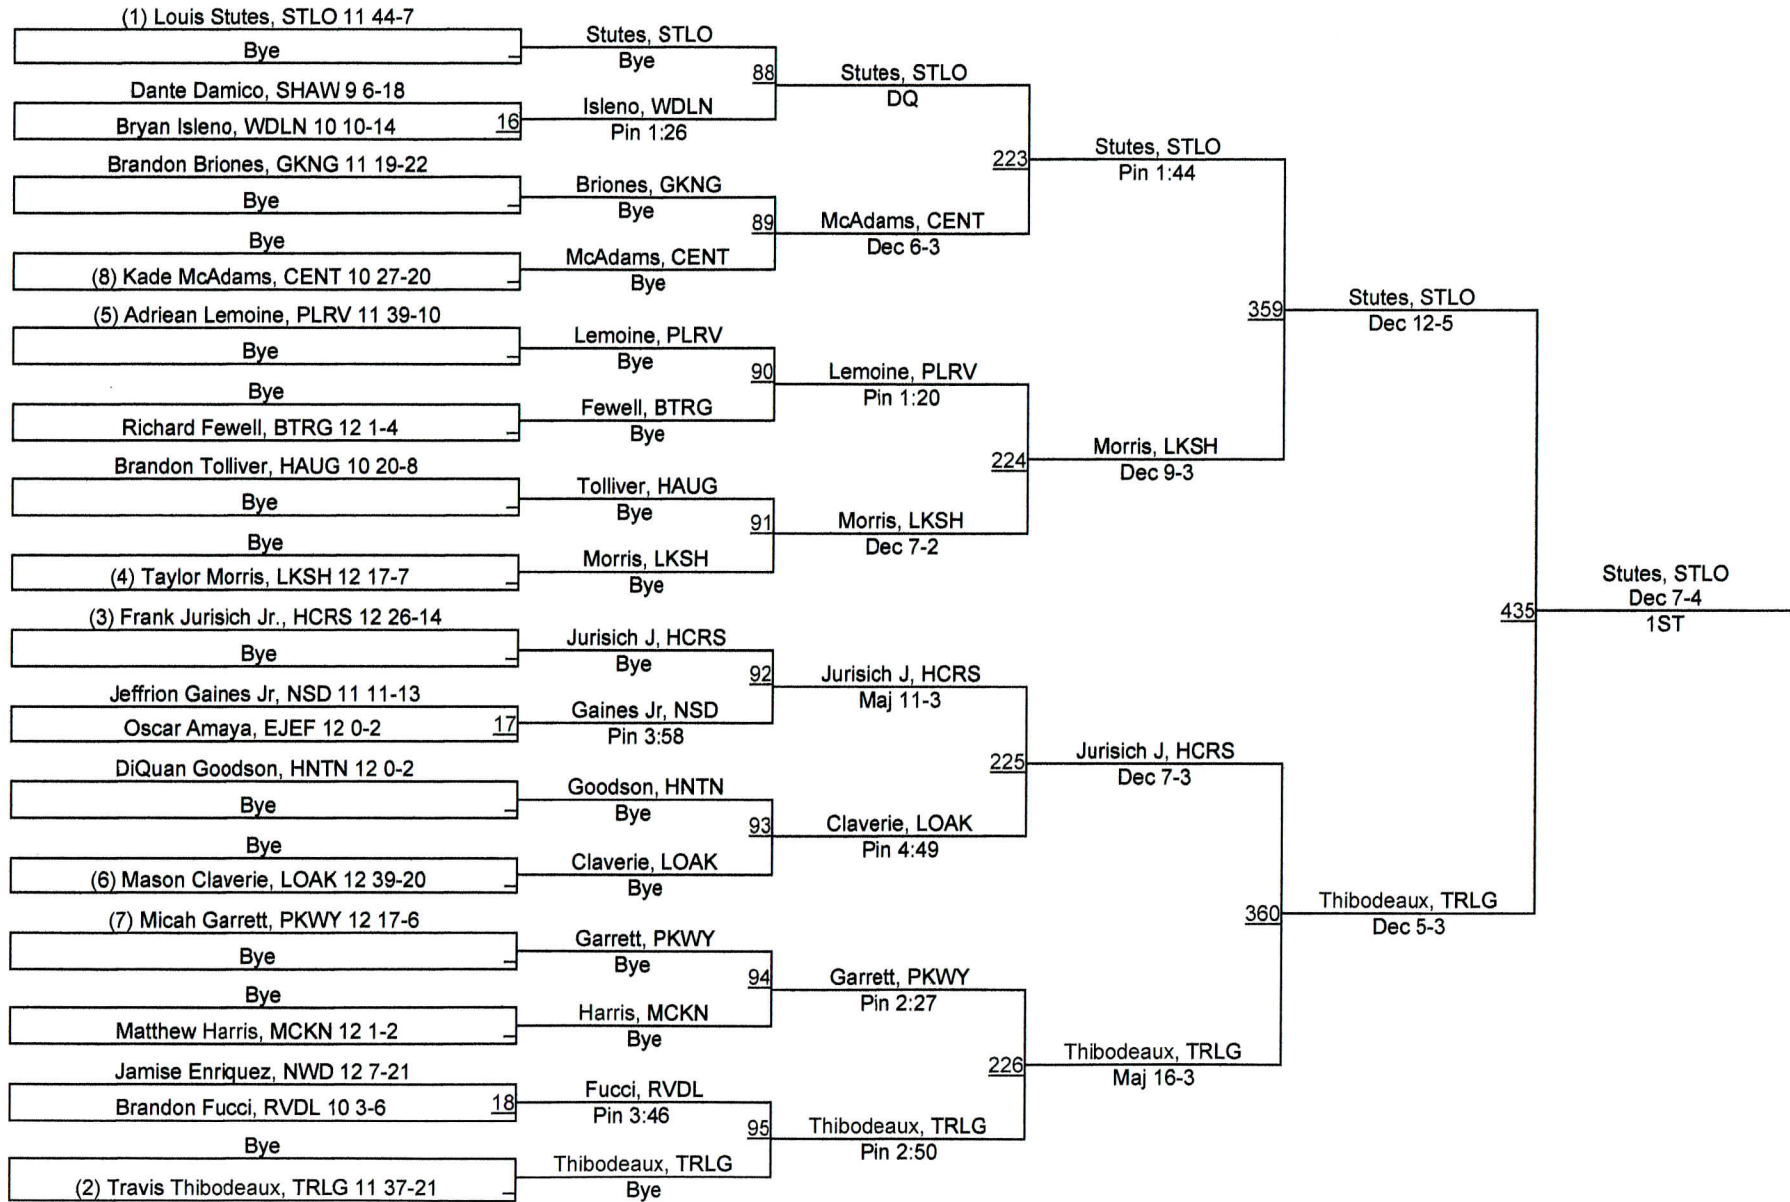 (1) Louis Stutes, STLO 11 44-7
Bye
Dante Damico, SHAW 9 6-18
Bryan Isleno, WDLN 10 10-14 16
Brandon Briones, GKNG 11 19-22
Bye
Bye
(8) Kade McAdams, CENT 10 27-20
(5) Adriean Lemoine, PLRV 11 39-10
Bye
Bye
Richard Fewell, BTRG 12 1-4
Brandon Tolliver, HAUG 10 20-8
Bye
Bye
(4) Taylor Morris, LKSH 12 17-7
(3) Frank Jurisich Jr., HCRS 12 26-14
Bye
Jeffrion Gaines Jr, NSD 11 11-13
Oscar Amaya, EJEF 12 0-2 17
DiQuan Goodson, HNTN 12 0-2
Bye
Bye
(6) Mason Claverie, LOAK 12 39-20
(7) Micah Garrett, PKWY 12 17-6
Bye
Bye
Matthew Harris, MCKN 12 1-2
Jamise Enriquez, NWD 12 7-21
Brandon Fucci, RVDL 10 3-6 18
Bye
(2) Travis Thibodeaux, TRLG 11 37-21
Stutes, STLO
Bye
88
Isleno, WDLN
Pin 1:26
Briones, GKNG
Bye
89
McAdams, CENT
Bye
Lemoine, PLRV
Bye
90
Fewell, BTRG
Bye
Tolliver, HAUG
Bye
91
Morris, LKSH
Bye
Jurisich J, HCRS
Bye
92
Gaines Jr, NSD
Pin 3:58
Goodson, HNTN
Bye
93
Claverie, LOAK
Bye
Garrett, PKWY
Bye
94
Harris, MCKN
Bye
Fucci, RVDL
Pin 3:46
95
Thibodeaux, TRLG
Bye
Stutes, STLO
DQ
223
McAdams, CENT
Dec 6-3
Lemoine, PLRV
Pin 1:20
224
Morris, LKSH
Dec 7-2
Jurisich J, HCRS
Maj 11-3
225
Claverie, LOAK
Pin 4:49
Garrett, PKWY
Pin 2:27
226
Thibodeaux, TRLG
Pin 2:50
Stutes, STLO
Pin 1:44
359
Morris, LKSH
Dec 9-3
Jurisich J, HCRS
Dec 7-3
360
Thibodeaux, TRLG
Maj 16-3
Stutes, STLO
Dec 12-5
435
Thibodeaux, TRLG
Dec 5-3
Stutes, STLO
Dec 7-4
1ST